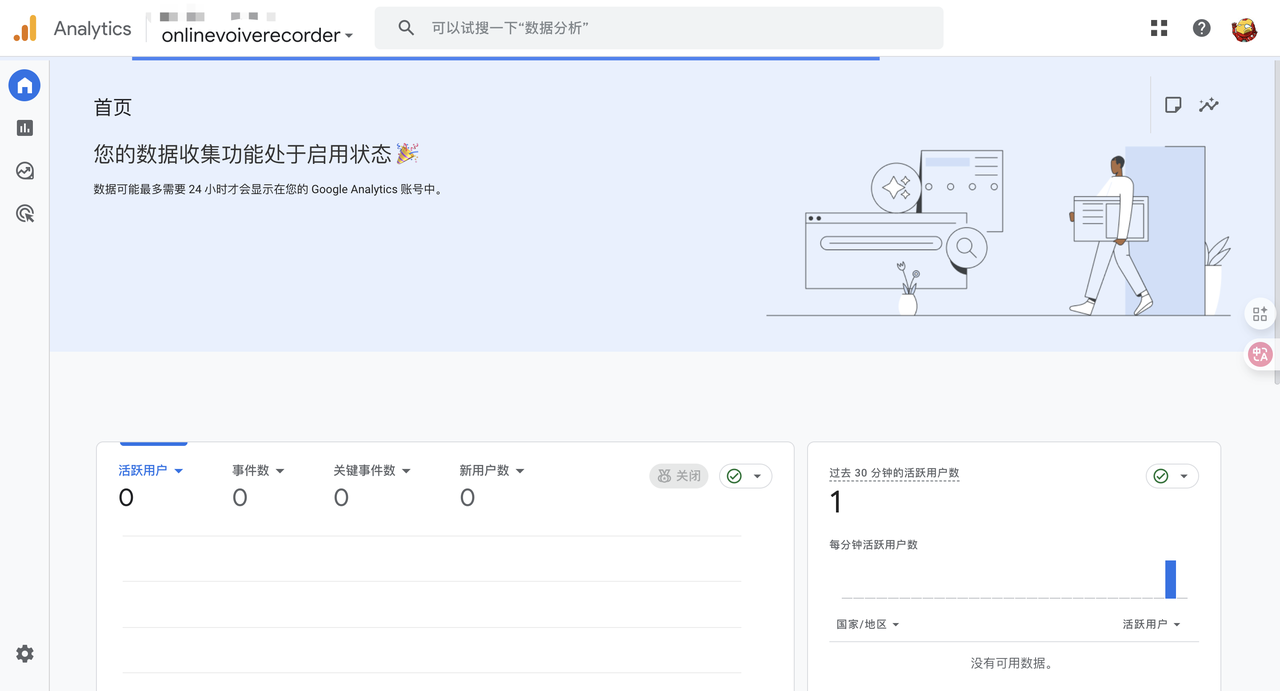 Analytics
onlinevoiverecorder
可以试搜一下“数据分析”
首页
您的数据收集功能处于启用状态🎉
数据可能最多需要 24 小时才会显示在您的 Google Analytics 账号中。
活跃用户
事件数
关键事件数
新用户数
关闭
0
0
0
0
过去 30 分钟的活跃用户数
1
每分钟活跃用户数
国家/地区
活跃用户
没有可用数据。